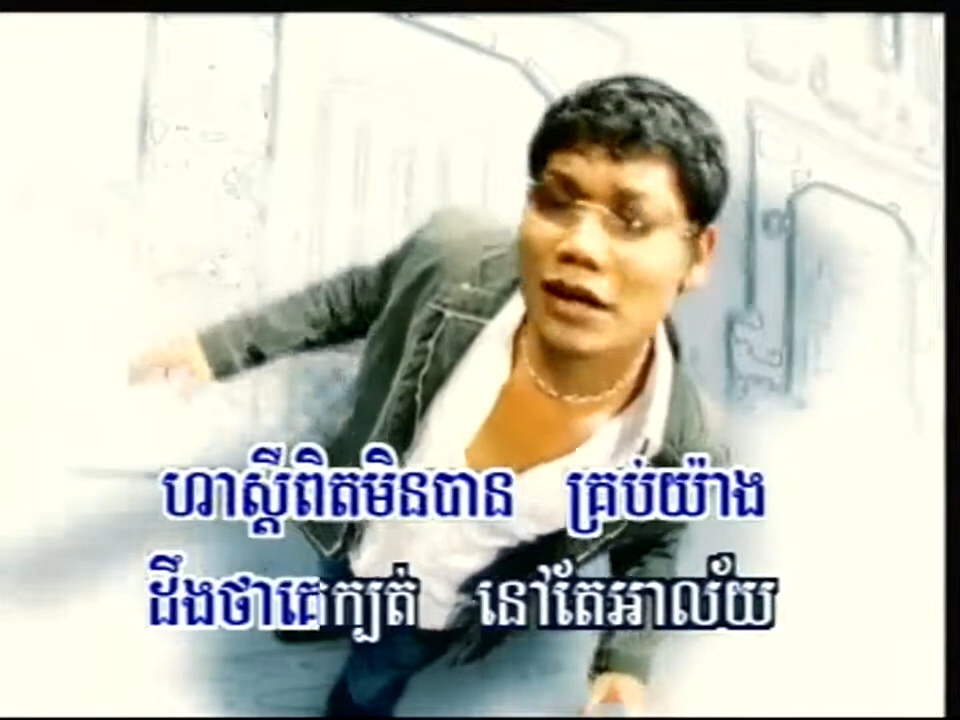 ហាស្ដីពិតមិនបាន គ្រប់យ៉ាង
ដឹងថាគេក្បត់ នៅតែអាល័យ